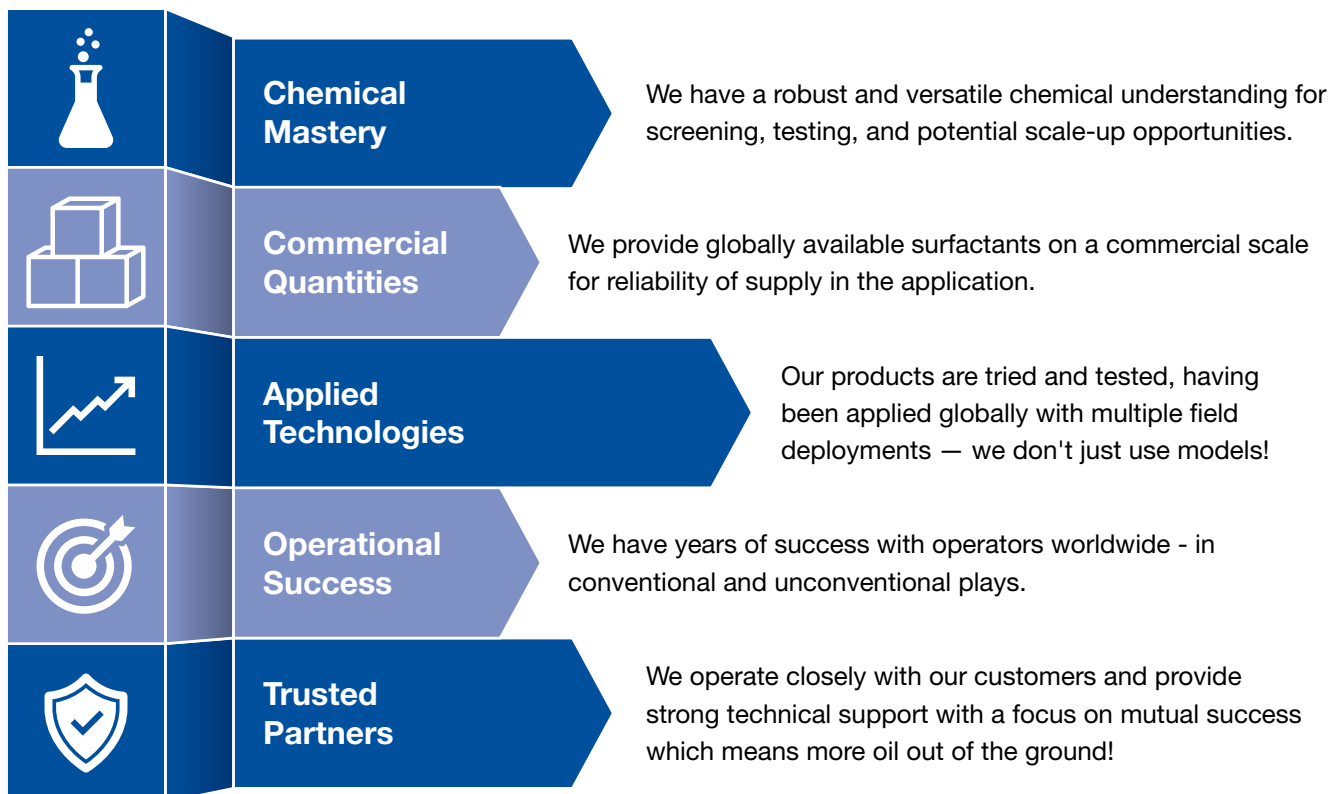 Chemical
Mastery
We have a robust and versatile chemical understanding for
screening, testing, and potential scale-up opportunities.
Commercial
Quantities
We provide globally available surfactants on a commercial scale
for reliability of supply in the application.
Applied
Technologies
Our products are tried and tested, having
been applied globally with multiple field
deployments — we don't just use models!
Operational
Success
We have years of success with operators worldwide - in
conventional and unconventional plays.
Trusted
Partners
We operate closely with our customers and provide
strong technical support with a focus on mutual success
which means more oil out of the ground!